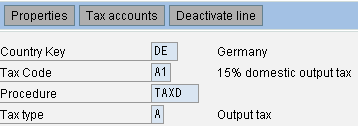 Properties Tax accounts Deactivate line
Country Key DE Germany
Tax Code A1 15% domestic output tax
Procedure TAXD
Tax type A Output tax